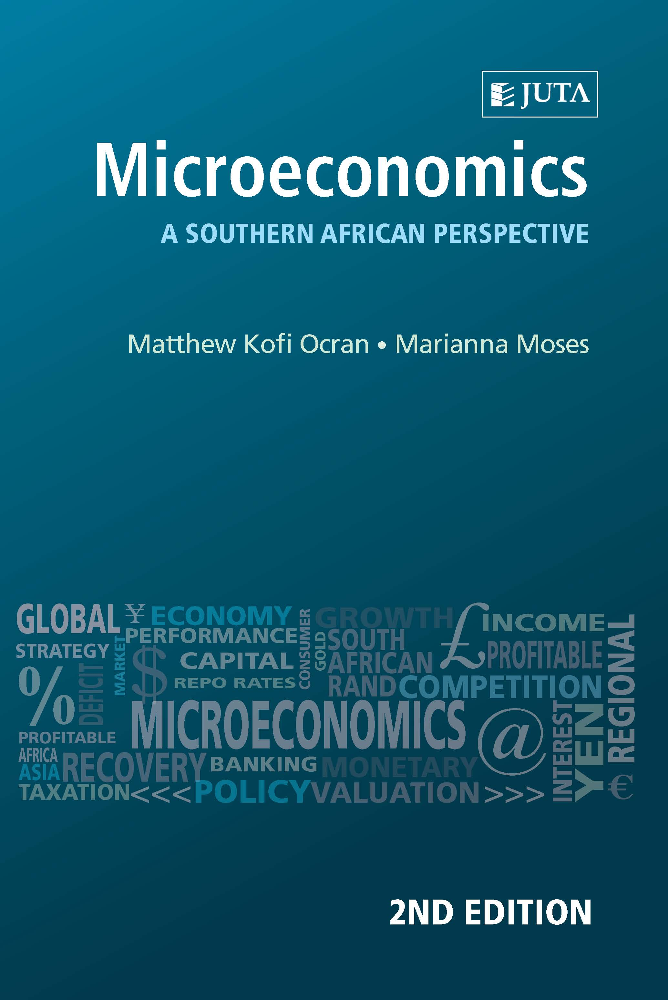 JUTA
Microeconomics
A SOUTHERN AFRICAN PERSPECTIVE
Matthew Kofi Ocran • Marianna Moses
GLOBAL
¥
ECONOMY
PERFORMANCE
STRATEGY
MARKET
$
CAPITAL
REPO RATES
CONSUMER
GROWTH
GOLD
SOUTH
AFRICAN
RAND
£
INCOME
PROFITABLE
COMPETITION
REGIONAL
%
DEFICIT
MICROECONOMICS
@
INTEREST
YEN
€
PROFITABLE
AFRICA
ASIA
RECOVERY
BANKING
MONETARY
TAXATION
<<<
POLICY
VALUATION
>>>
2ND EDITION